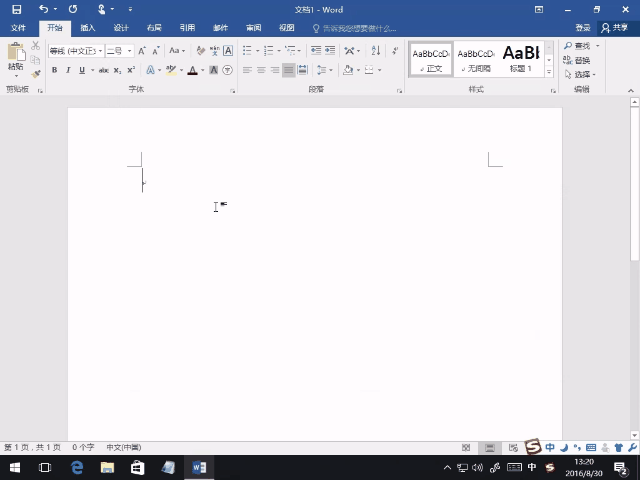 文档1 - Word
文件 开始 插入 设计 布局 引用 邮件 审阅 视图 告诉我您想要做什么... 登录 共享
等线 (中文正 二号 A A Aa 查找
粘贴 B I U abc X₂ X² A A 替换
选择
AaBbCcDc AaBbCcDc AaBl
正文 无间隔 标题 1
剪贴板 字体 段落 样式 编辑
第 1 页，共 1 页 0 个字 中文(中国)
中
中 13:20
2016/8/30